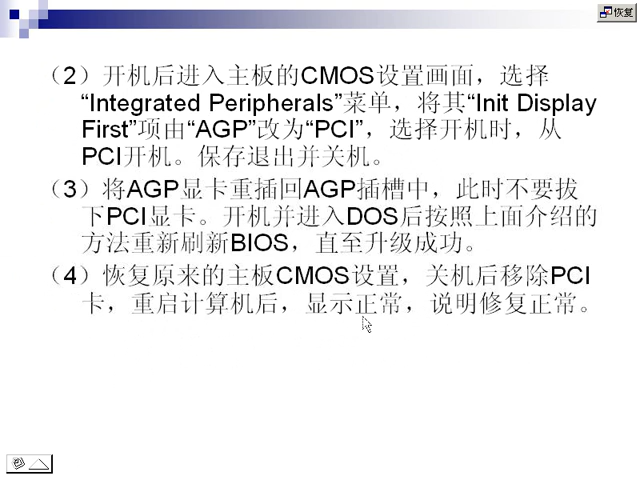 恢复
（2）开机后进入主板的CMOS设置画面，选择
“Integrated Peripherals”菜单，将其“Init Display
First”项由“AGP”改为“PCI”，选择开机时，从
PCI开机。保存退出并关机。
（3）将AGP显卡重插回AGP插槽中，此时不要拔
下PCI显卡。开机并进入DOS后按照上面介绍的
方法重新刷新BIOS，直至升级成功。
（4）恢复原来的主板CMOS设置，关机后移除PCI
卡，重启计算机后，显示正常，说明修复正常。